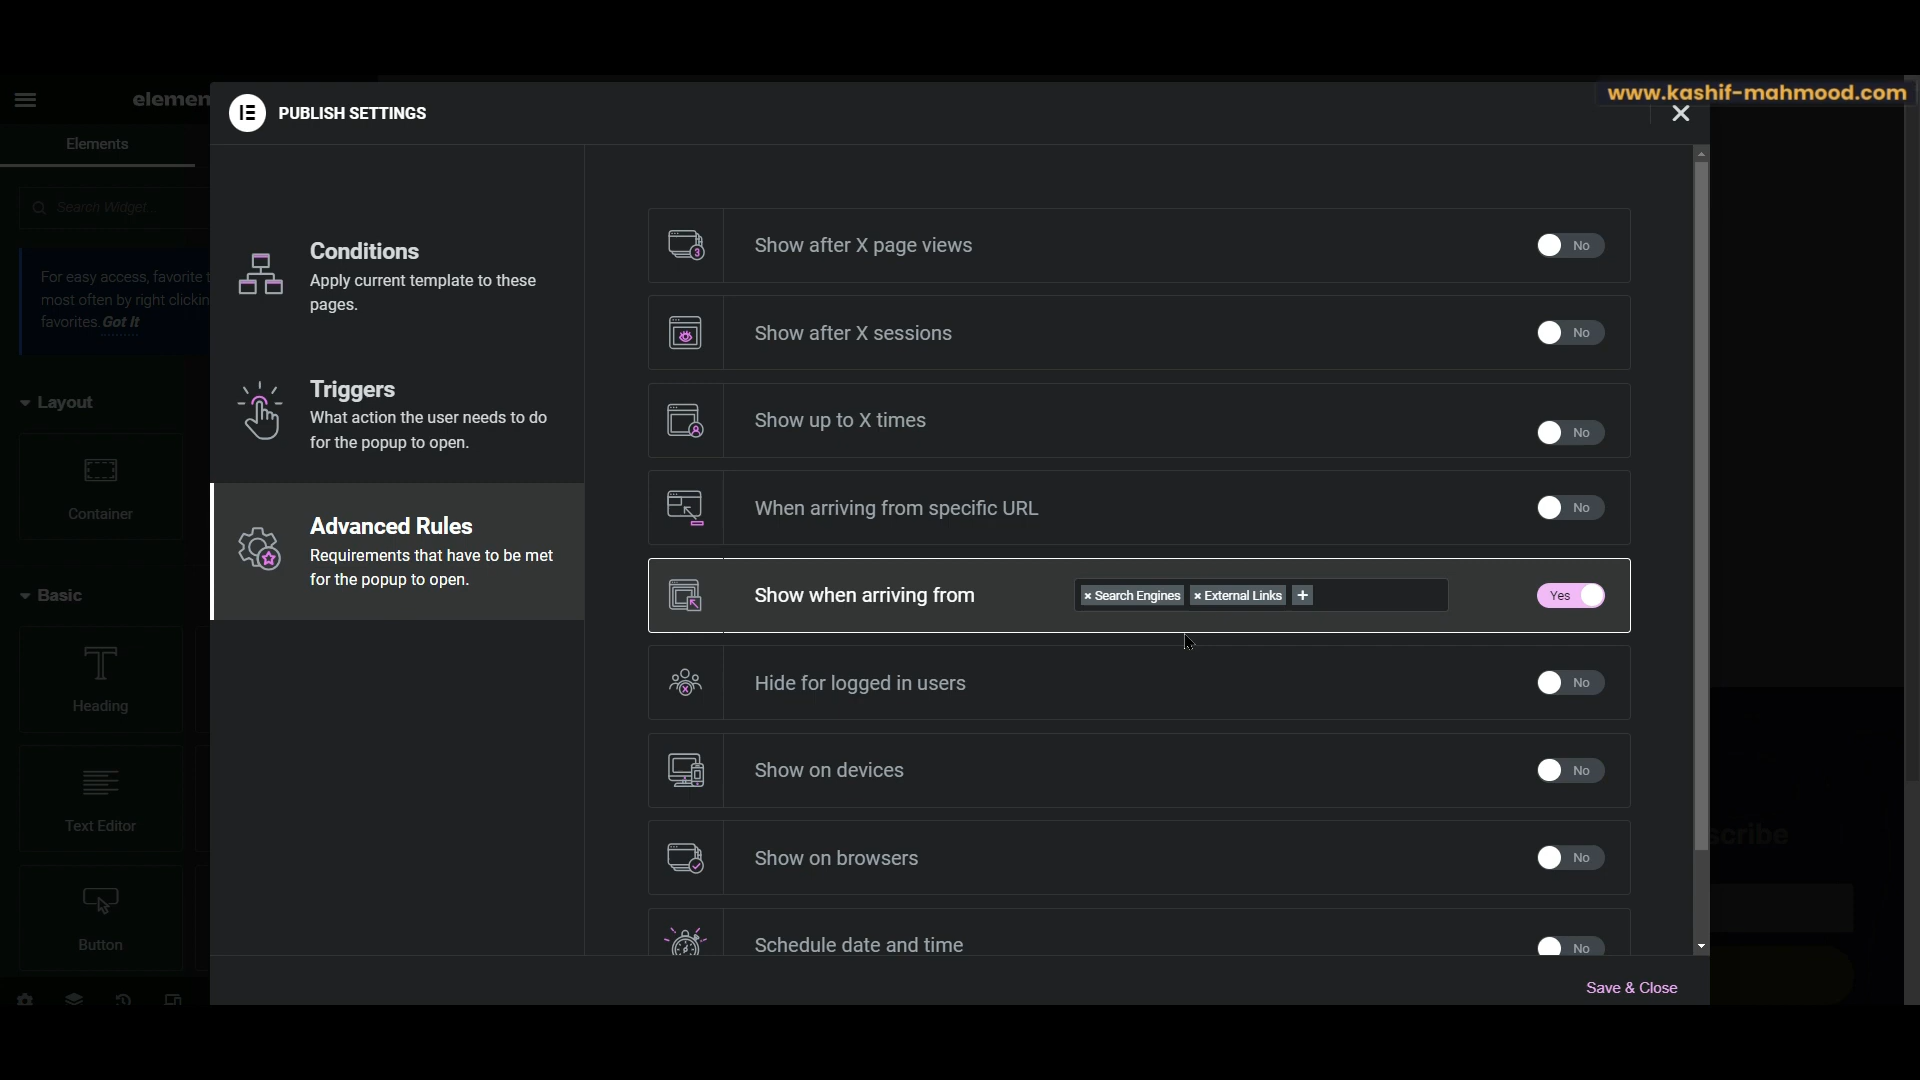 www.kashif-mahmood.com
elemen
PUBLISH SETTINGS
Elements
Search Widget...
For easy access, favorite t
most often by right clickin
favorites. Got It
Layout
Container
Basic
Heading
Text Editor
Button
Conditions
Apply current template to these
pages.
Triggers
What action the user needs to do
for the popup to open.
Advanced Rules
Requirements that have to be met
for the popup to open.
Show after X page views
No
Show after X sessions
No
Show up to X times
No
When arriving from specific URL
No
Show when arriving from
× Search Engines × External Links +
Yes
Hide for logged in users
No
Show on devices
No
Show on browsers
No
Schedule date and time
No
scribe
Save & Close